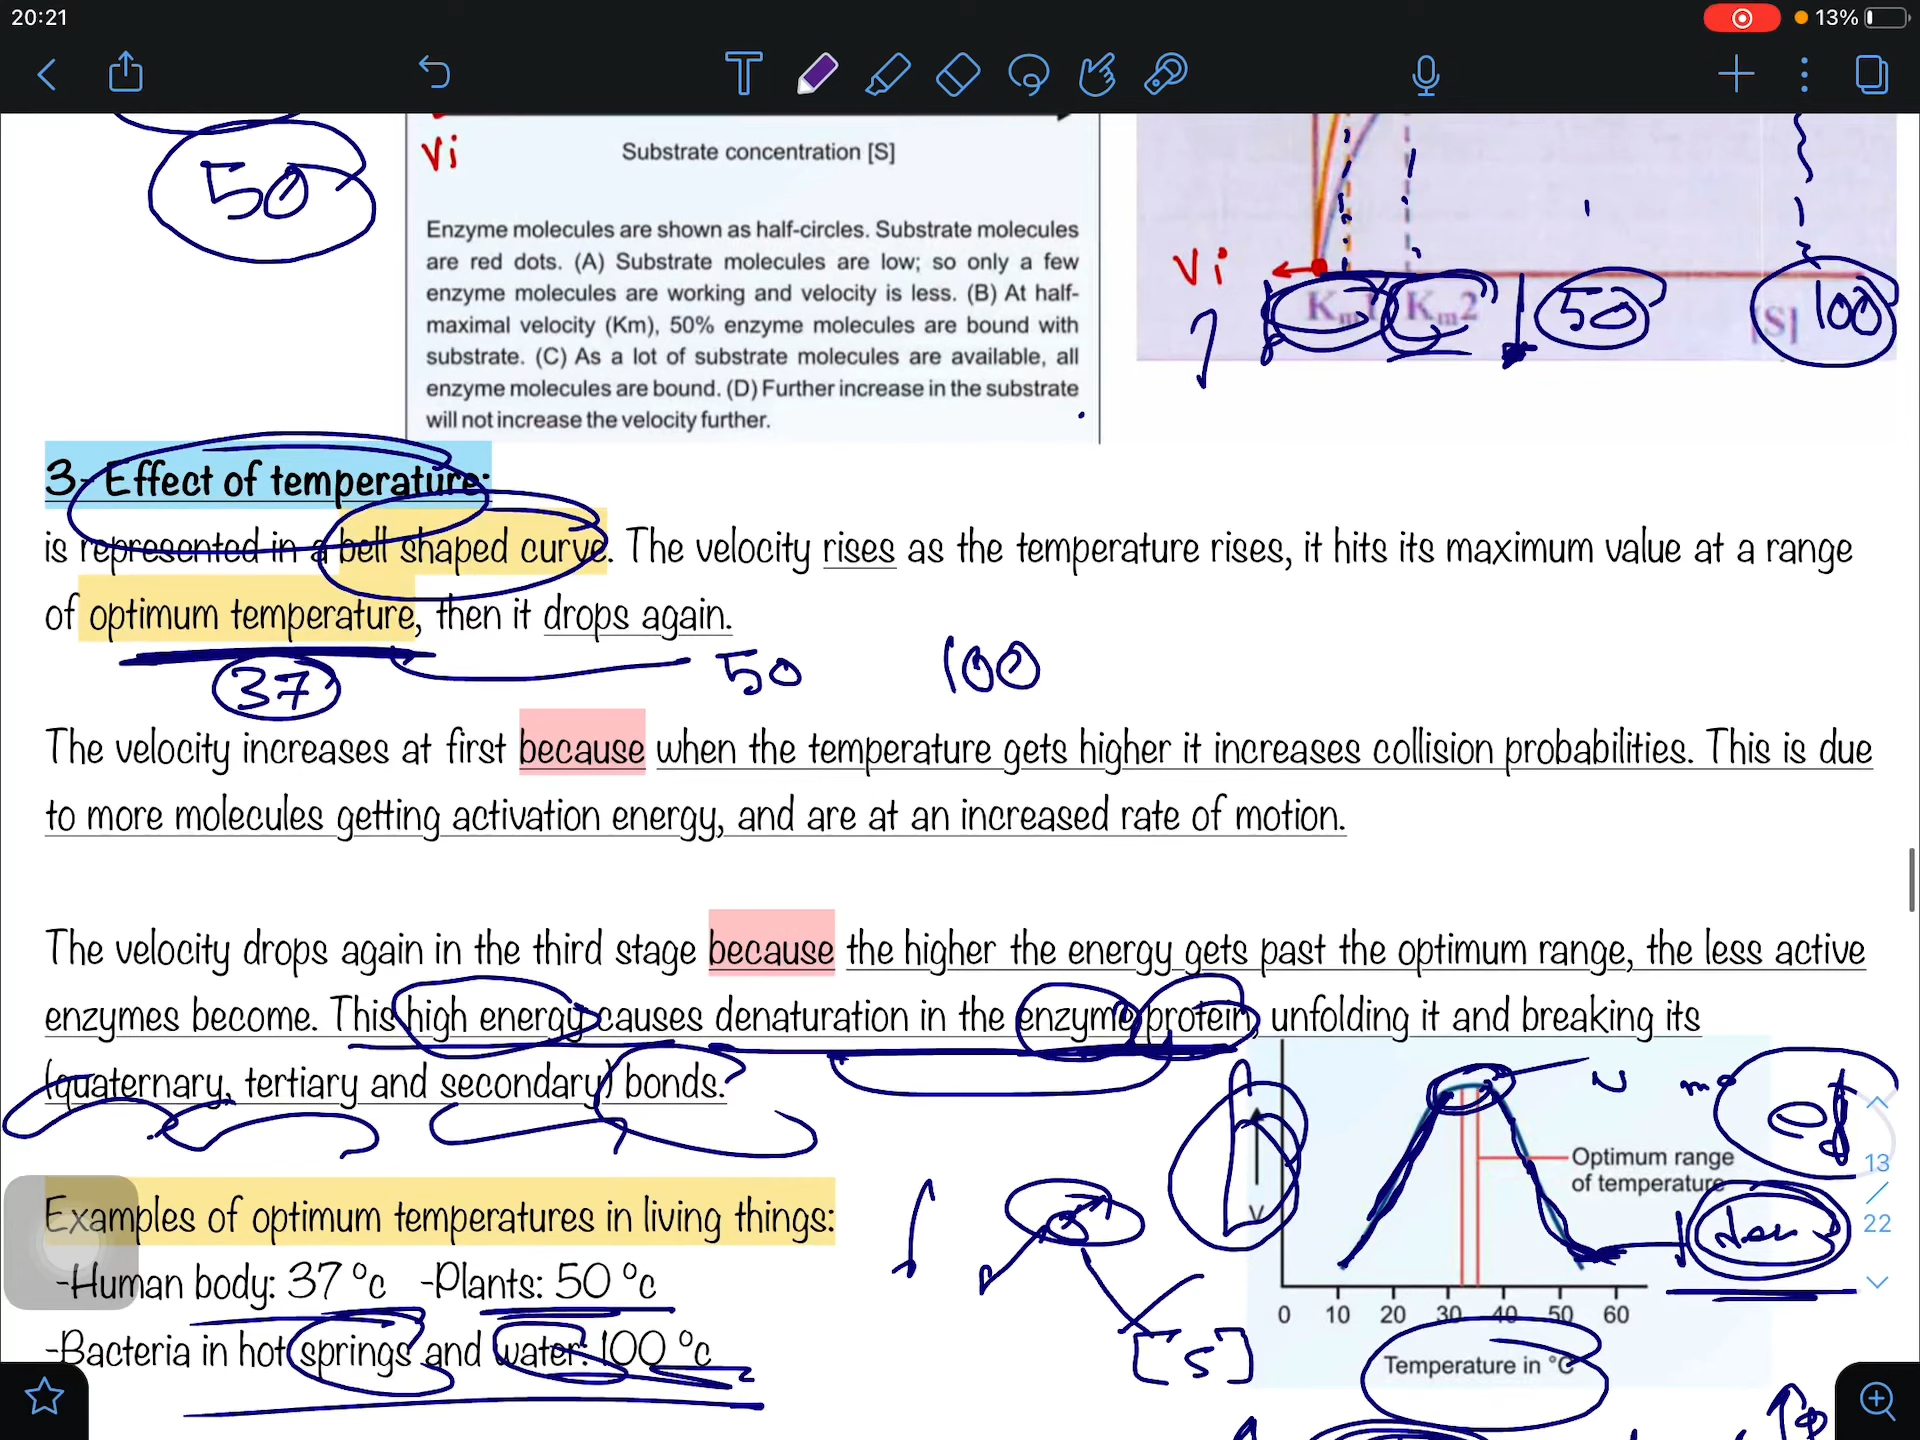 20:21
13%
50
Vi
Substrate concentration [S]
Enzyme molecules are shown as half-circles. Substrate molecules
are red dots. (A) Substrate molecules are low; so only a few
enzyme molecules are working and velocity is less. (B) At half-
maximal velocity (Km), 50% enzyme molecules are bound with
substrate. (C) As a lot of substrate molecules are available, all
enzyme molecules are bound. (D) Further increase in the substrate
will not increase the velocity further.
Vi
Km1 Km2 50 [S] 100
3- Effect of temperature:
is represented in a bell shaped curve. The velocity rises as the temperature rises, it hits its maximum value at a range
of optimum temperature, then it drops again.
37 50 100
The velocity increases at first because when the temperature gets higher it increases collision probabilities. This is due
to more molecules getting activation energy, and are at an increased rate of motion.
The velocity drops again in the third stage because the higher the energy gets past the optimum range, the less active
enzymes become. This high energy causes denaturation in the enzyme protein, unfolding it and breaking its
(quaternary, tertiary and secondary) bonds.
Examples of optimum temperatures in living things:
-Human body: 37 °c -Plants: 50 °c
-Bacteria in hot springs and water: 100 °c
[S]
V
Optimum range
of temperature
0 10 20 30 40 50 60
Temperature in °C
13
/
22